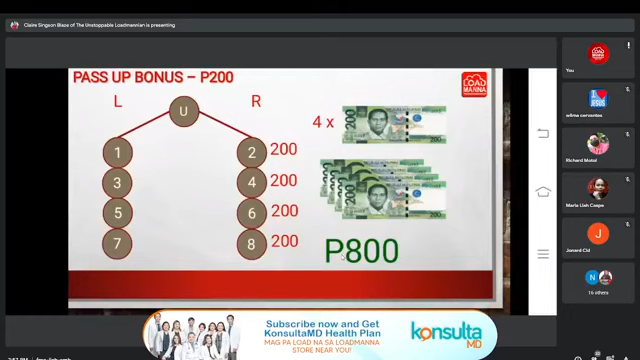 Claire Singson Blaze of The Unstoppable Loadmannian is presenting
PASS UP BONUS – P200
LOAD
MANNA
L
R
U
4 x
1
2
200
3
4
200
5
6
200
7
8
200
P800
You
wilma cervantes
Richard Motol
Marla Liah Caspe
J
Jonard Cid
N
16 others
Subscribe now and Get
KonsultaMD Health Plan
MAG PA LOAD NA SA LOADMANNA
STORE NEAR YOU!
konsulta
MD